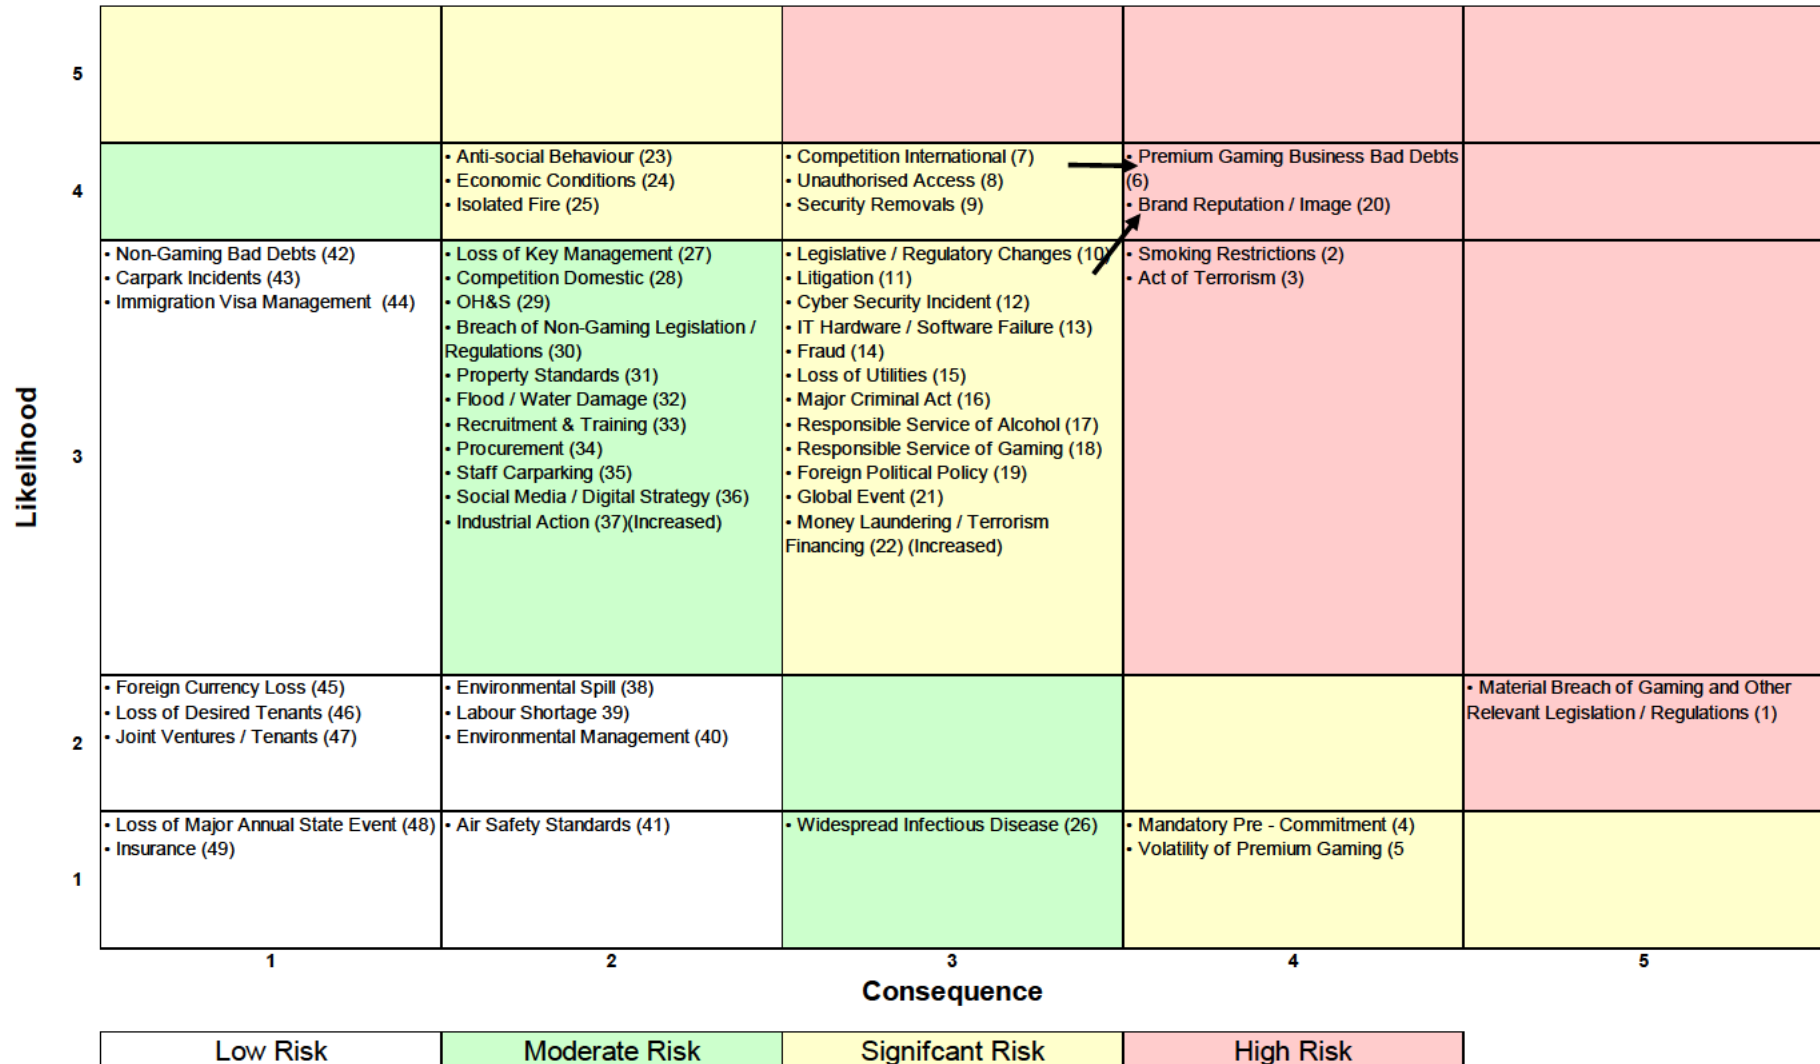 5
4
• Anti-social Behaviour (23)
• Economic Conditions (24)
• Isolated Fire (25)
• Competition International (7)
• Unauthorised Access (8)
• Security Removals (9)
• Premium Gaming Business Bad Debts
(6)
• Brand Reputation / Image (20)
Likelihood
3
• Non-Gaming Bad Debts (42)
• Carpark Incidents (43)
• Immigration Visa Management (44)
• Loss of Key Management (27)
• Competition Domestic (28)
• OH&S (29)
• Breach of Non-Gaming Legislation /
Regulations (30)
• Property Standards (31)
• Flood / Water Damage (32)
• Recruitment & Training (33)
• Procurement (34)
• Staff Carparking (35)
• Social Media / Digital Strategy (36)
• Industrial Action (37)(Increased)
• Legislative / Regulatory Changes (10)
• Litigation (11)
• Cyber Security Incident (12)
• IT Hardware / Software Failure (13)
• Fraud (14)
• Loss of Utilities (15)
• Major Criminal Act (16)
• Responsible Service of Alcohol (17)
• Responsible Service of Gaming (18)
• Foreign Political Policy (19)
• Global Event (21)
• Money Laundering / Terrorism
Financing (22) (Increased)
• Smoking Restrictions (2)
• Act of Terrorism (3)
2
• Foreign Currency Loss (45)
• Loss of Desired Tenants (46)
• Joint Ventures / Tenants (47)
• Environmental Spill (38)
• Labour Shortage 39)
• Environmental Management (40)
• Material Breach of Gaming and Other
Relevant Legislation / Regulations (1)
1
• Loss of Major Annual State Event (48)
• Insurance (49)
• Air Safety Standards (41)
• Widespread Infectious Disease (26)
• Mandatory Pre - Commitment (4)
• Volatility of Premium Gaming (5
1 2 3 4 5
Consequence
Low Risk Moderate Risk Signifcant Risk High Risk